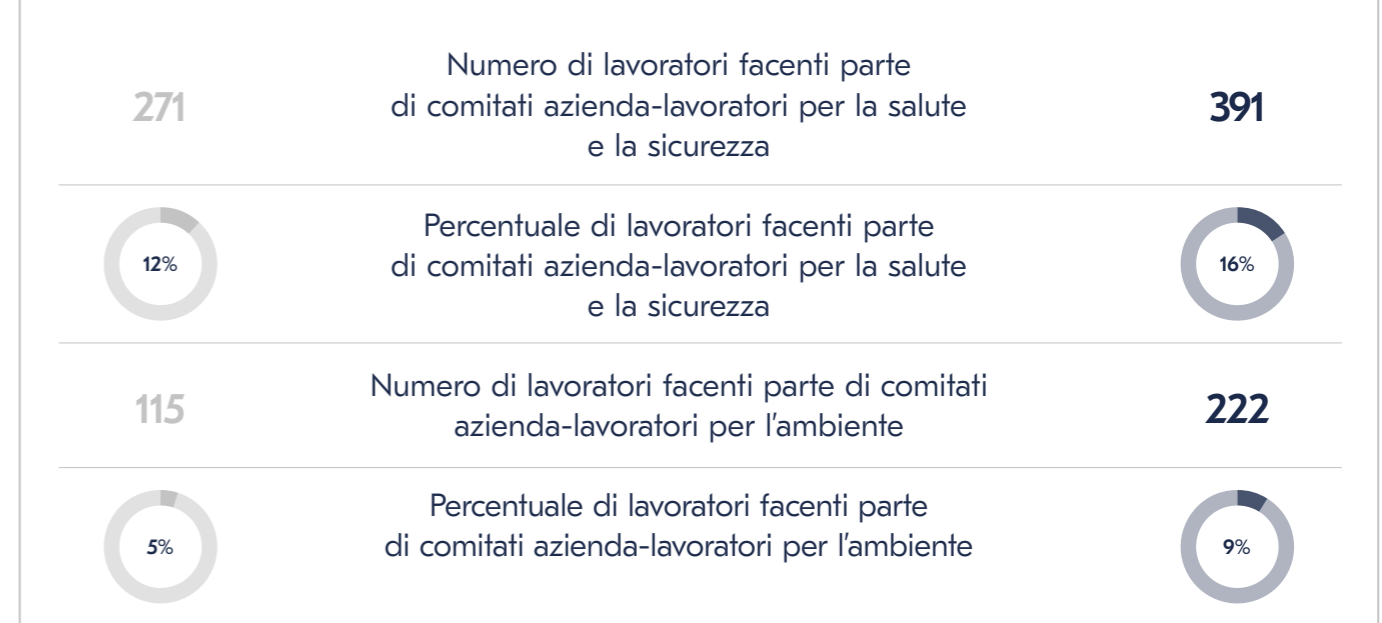 Numero di lavoratori facenti parte
271 di comitati azienda-lavoratori per la salute 391
e la sicurezza
Percentuale di lavoratori facenti parte
12% di comitati azienda-lavoratori per la salute 16%
e la sicurezza
Numero di lavoratori facenti parte di comitati
115 azienda-lavoratori per l'ambiente 222
Percentuale di lavoratori facenti parte
5% di comitati azienda-lavoratori per l'ambiente 9%